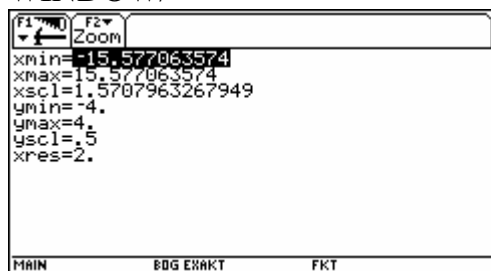 F1 F2
Zoom
xmin=-15.577063574
xmax=15.577063574
xscl=1.5707963267949
ymin=-4.
ymax=4.
yscl=.5
xres=2.
MAIN BOG EXAKT FKT